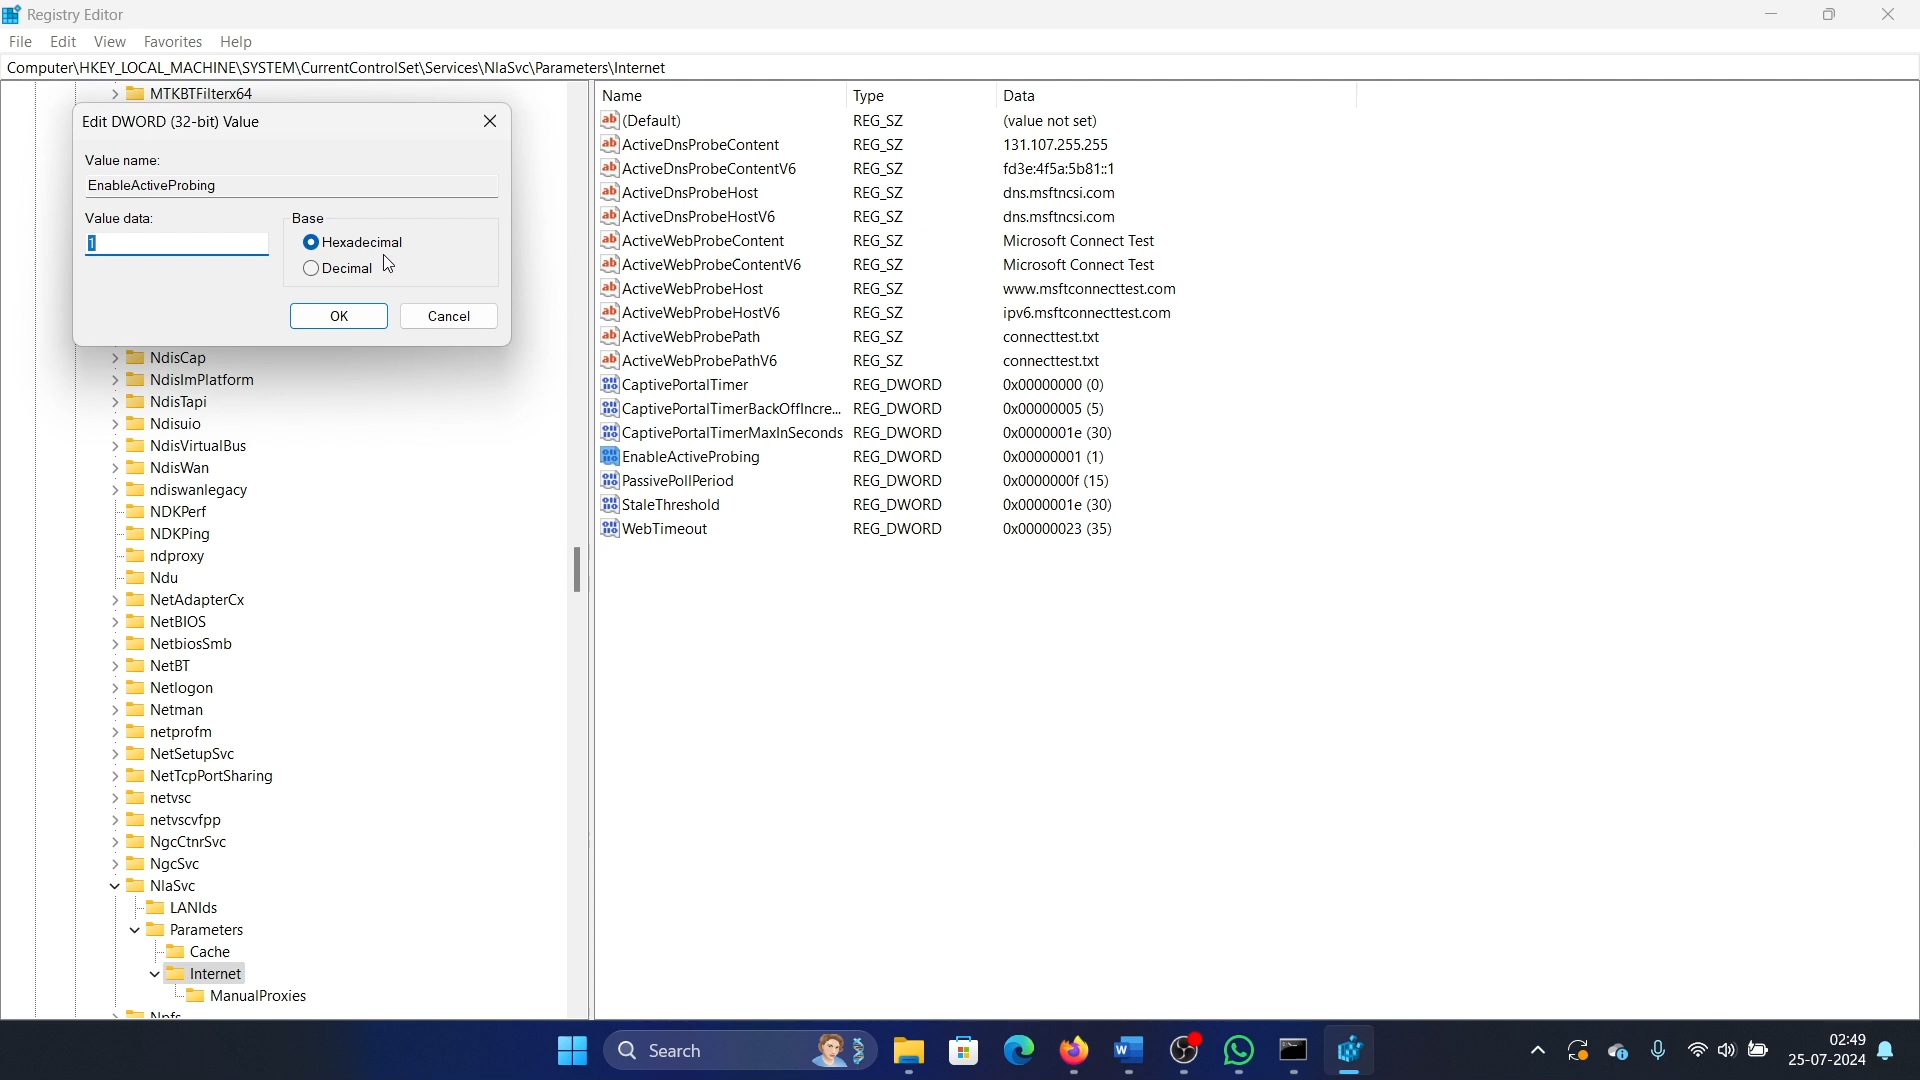 Registry Editor
File Edit View Favorites Help
Computer\HKEY_LOCAL_MACHINE\SYSTEM\CurrentControlSet\Services\NlaSvc\Parameters\Internet
MTKBTFilterx64
Edit DWORD (32-bit) Value
Value name:
EnableActiveProbing
Value data:
Base
1
Hexadecimal
Decimal
OK
Cancel
NdisCap
NdisImPlatform
NdisTapi
Ndisuio
NdisVirtualBus
NdisWan
ndiswanlegacy
NDKPerf
NDKPing
ndproxy
Ndu
NetAdapterCx
NetBIOS
NetbiosSmb
NetBT
Netlogon
Netman
netprofm
NetSetupSvc
NetTcpPortSharing
netvsc
netvscvfpp
NgcCtnrSvc
NgcSvc
NlaSvc
LANIds
Parameters
Cache
Internet
ManualProxies
Npfs
Name Type Data
(Default) REG_SZ (value not set)
ActiveDnsProbeContent REG_SZ 131.107.255.255
ActiveDnsProbeContentV6 REG_SZ fd3e:4f5a:5b81::1
ActiveDnsProbeHost REG_SZ dns.msftncsi.com
ActiveDnsProbeHostV6 REG_SZ dns.msftncsi.com
ActiveWebProbeContent REG_SZ Microsoft Connect Test
ActiveWebProbeContentV6 REG_SZ Microsoft Connect Test
ActiveWebProbeHost REG_SZ www.msftconnecttest.com
ActiveWebProbeHostV6 REG_SZ ipv6.msftconnecttest.com
ActiveWebProbePath REG_SZ connecttest.txt
ActiveWebProbePathV6 REG_SZ connecttest.txt
CaptivePortalTimer REG_DWORD 0x00000000 (0)
CaptivePortalTimerBackOffIncre... REG_DWORD 0x00000005 (5)
CaptivePortalTimerMaxInSeconds REG_DWORD 0x0000001e (30)
EnableActiveProbing REG_DWORD 0x00000001 (1)
PassivePollPeriod REG_DWORD 0x0000000f (15)
StaleThreshold REG_DWORD 0x0000001e (30)
WebTimeout REG_DWORD 0x00000023 (35)
Search
02:49
25-07-2024